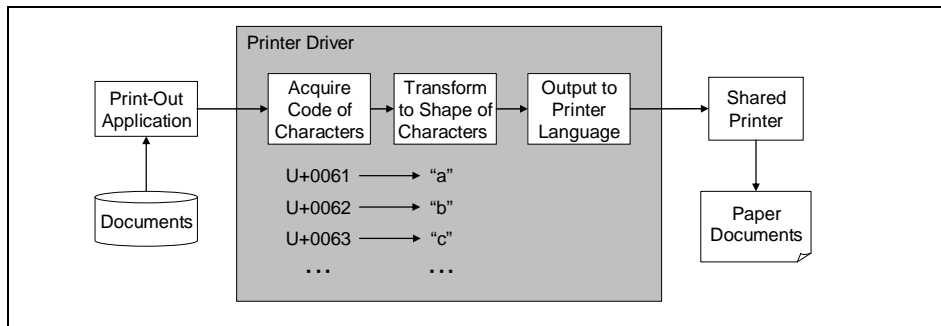 Printer Driver
Print-Out
Application
Documents
Acquire
Code of
Characters
Transform
to Shape of
Characters
Output to
Printer
Language
Shared
Printer
Paper
Documents
U+0061 “a”
U+0062 “b”
U+0063 “c”
... ...